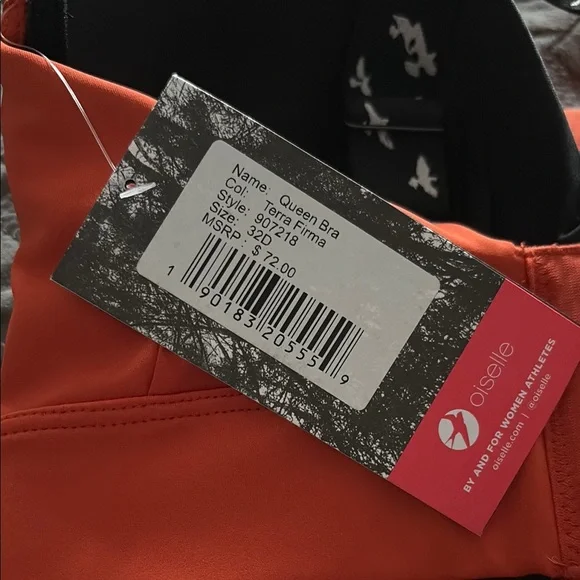 Name: Queen Bra
Col: Terra Firma
Style: 907218
Size: 32D
MSRP: $ 72.00
1 90183 20555 9
oiselle
BY AND FOR WOMEN ATHLETES
oiselle.com | @oiselle